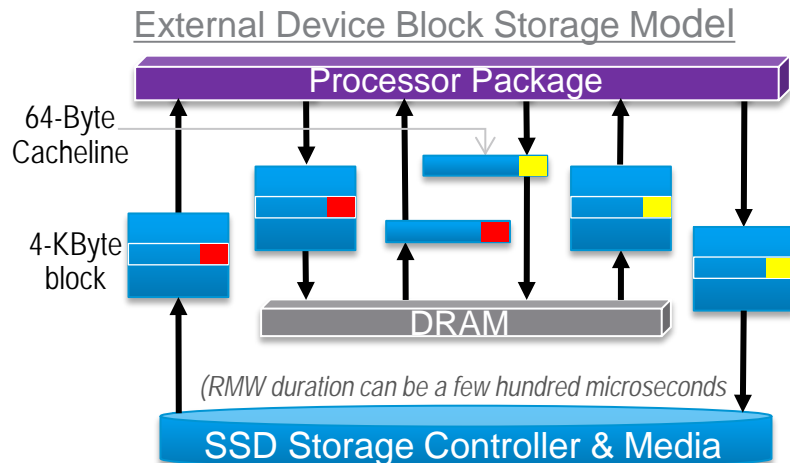 External Device Block Storage Model
Processor Package
64-Byte
Cacheline
4-KByte
block
DRAM
(RMW duration can be a few hundred microseconds
SSD Storage Controller & Media